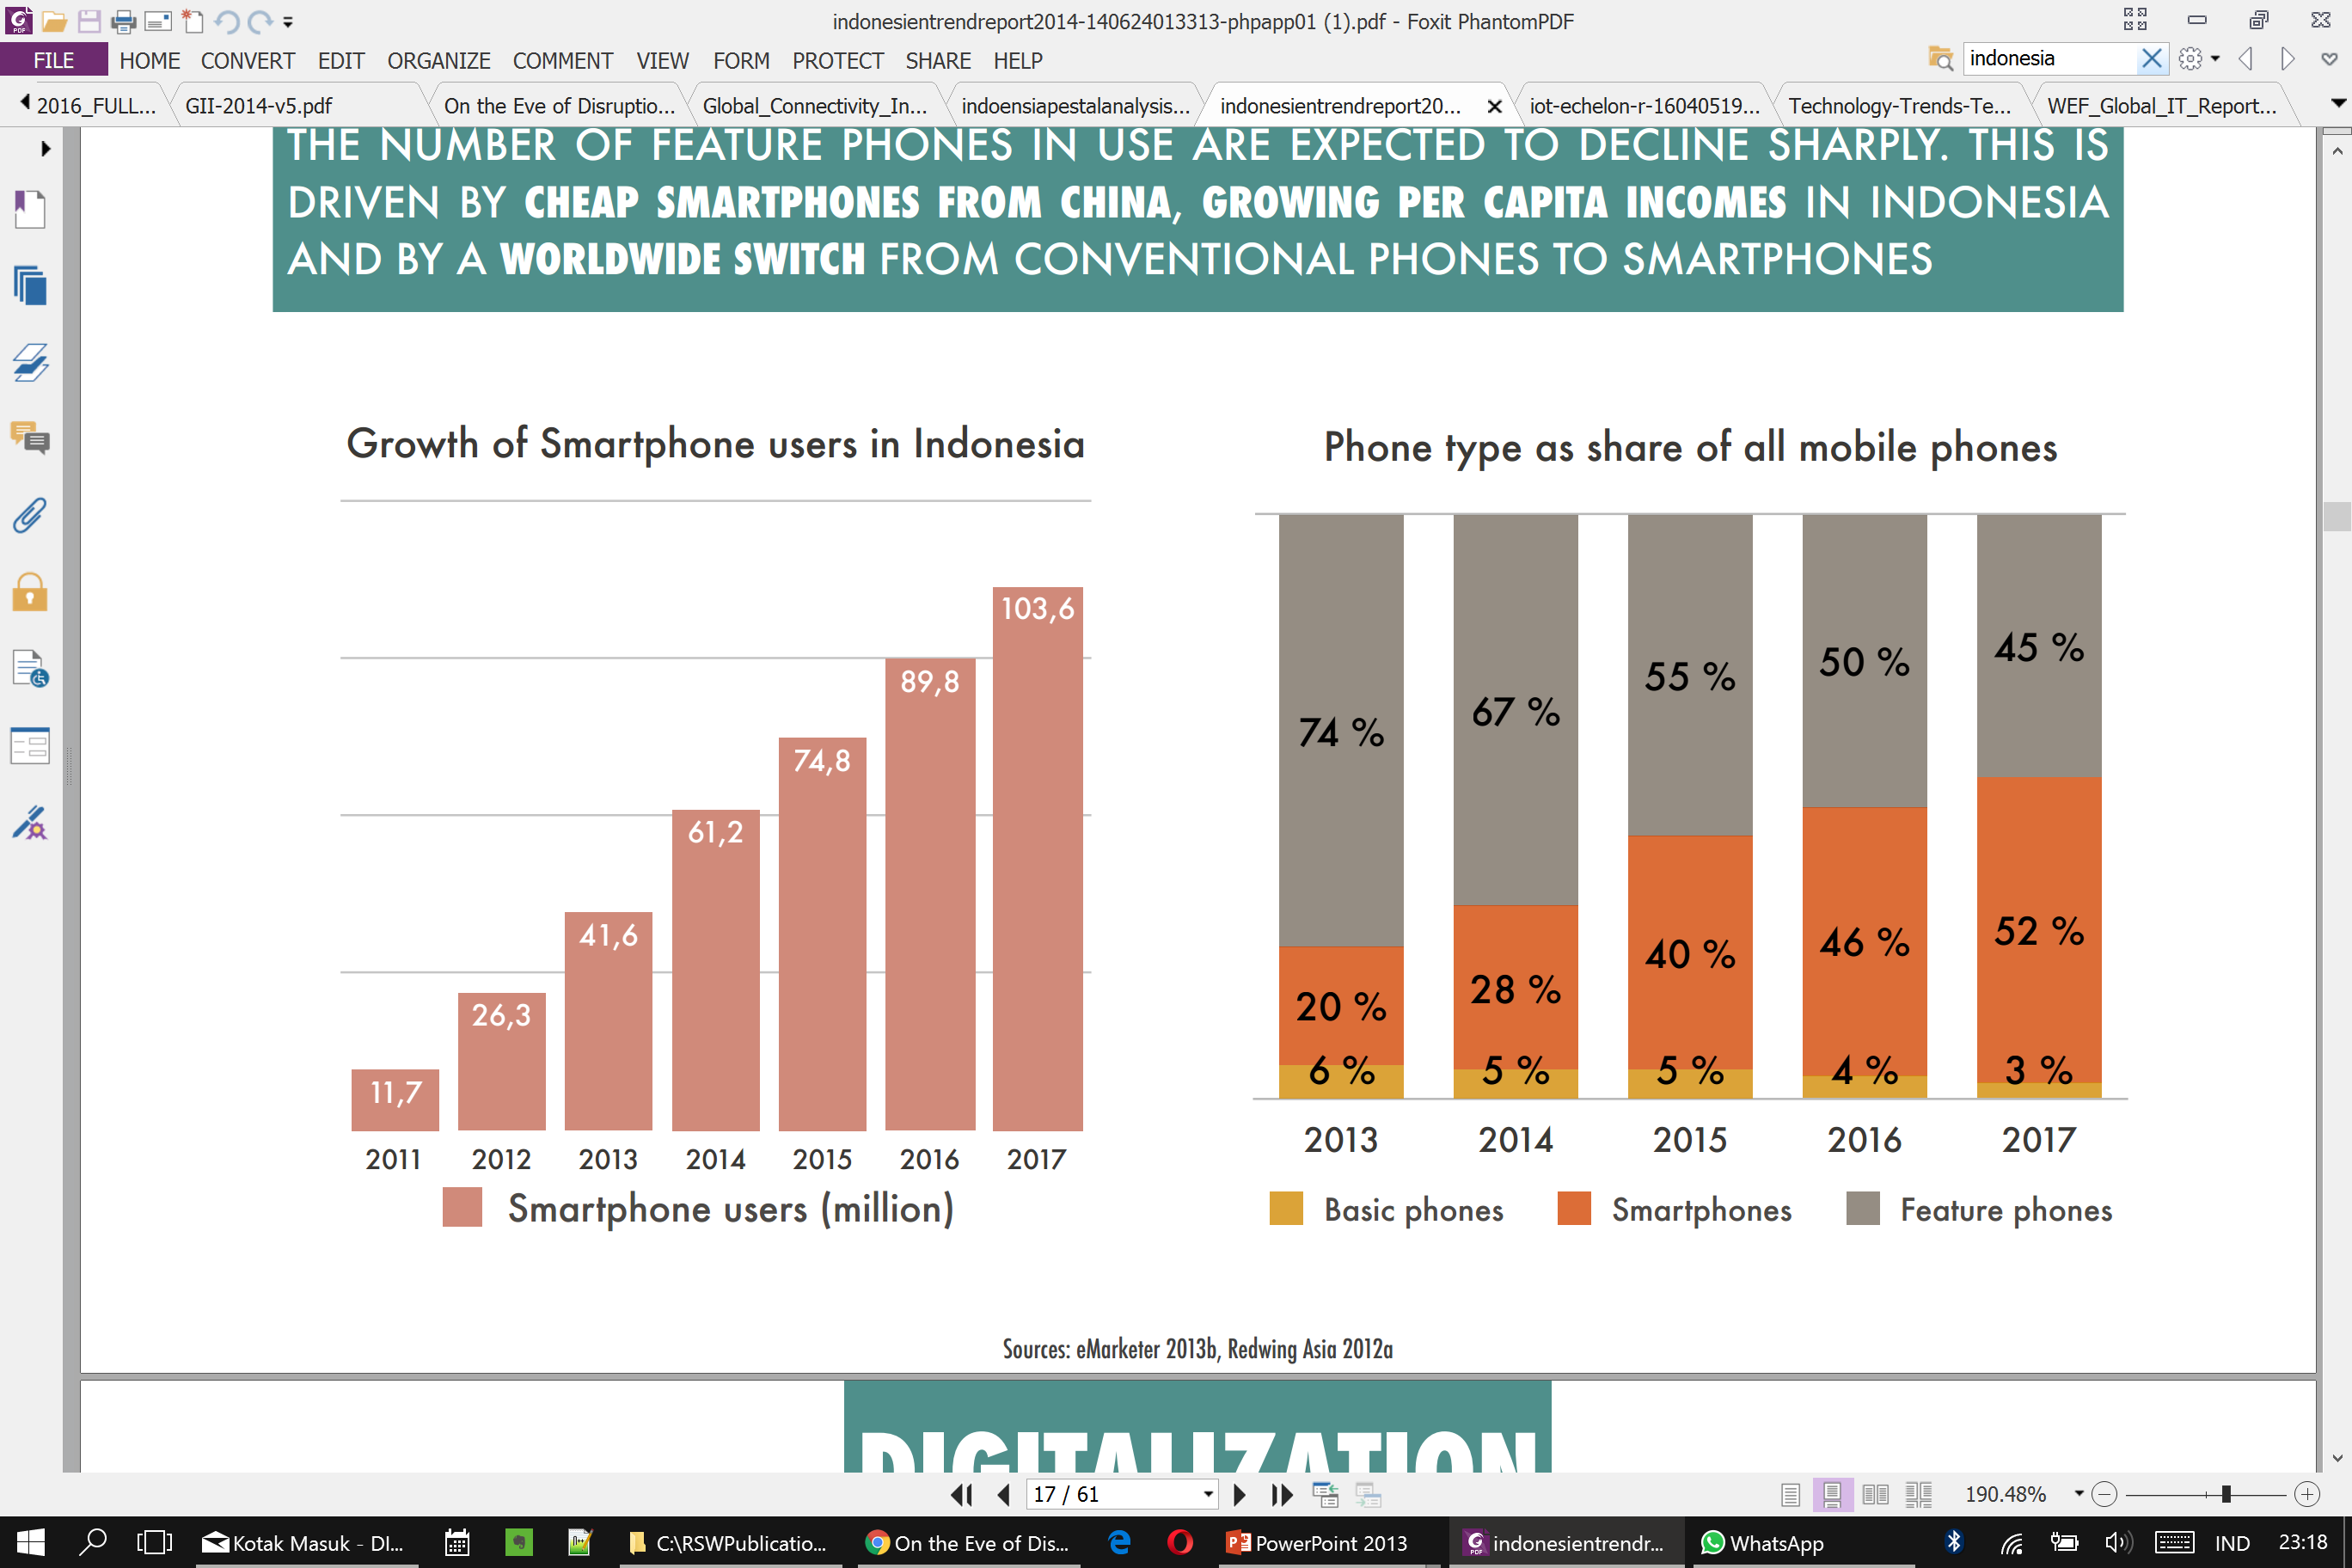 indonesientrendreport2014-140624013313-phpapp01 (1).pdf - Foxit PhantomPDF
FILE HOME CONVERT EDIT ORGANIZE COMMENT VIEW FORM PROTECT SHARE HELP
indonesia
2016_FULL... GII-2014-v5.pdf On the Eve of Disruptio... Global_Connectivity_In... indoensiapestalanalysis... indonesientrendreport20... iot-echelon-r-16040519... Technology-Trends-Te... WEF_Global_IT_Report...
THE NUMBER OF FEATURE PHONES IN USE ARE EXPECTED TO DECLINE SHARPLY. THIS IS
DRIVEN BY CHEAP SMARTPHONES FROM CHINA, GROWING PER CAPITA INCOMES IN INDONESIA
AND BY A WORLDWIDE SWITCH FROM CONVENTIONAL PHONES TO SMARTPHONES
Growth of Smartphone users in Indonesia
103,6
89,8
74,8
61,2
41,6
26,3
11,7
2011 2012 2013 2014 2015 2016 2017
Smartphone users (million)
Phone type as share of all mobile phones
74 % 67 % 55 % 50 % 45 %
20 % 28 % 40 % 46 % 52 %
6 % 5 % 5 % 4 % 3 %
2013 2014 2015 2016 2017
Basic phones Smartphones Feature phones
Sources: eMarketer 2013b, Redwing Asia 2012a
DIGITALIZATION
17 / 61
190.48%
Kotak Masuk - DI... C:\RSWPublicatio... On the Eve of Dis... PowerPoint 2013 indonesientrendr... WhatsApp IND 23:18